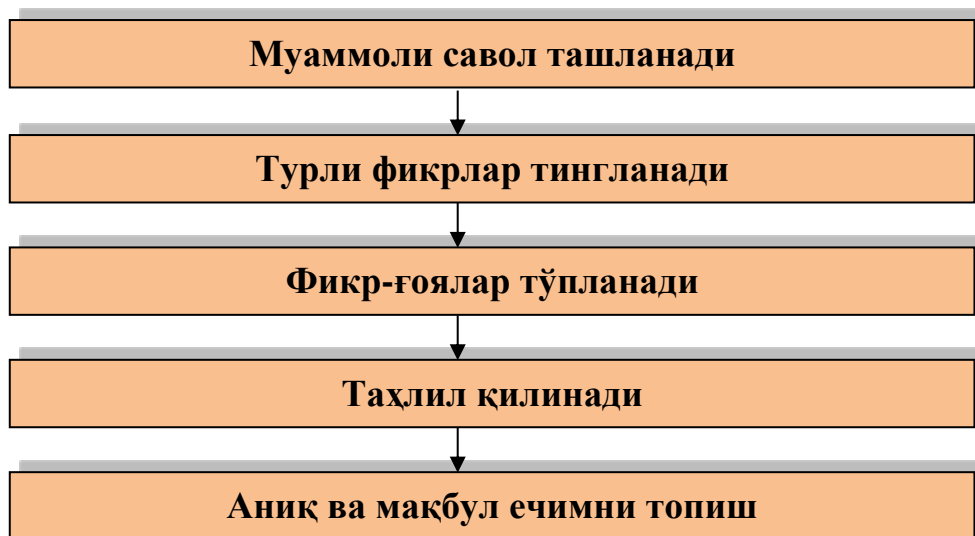 Муаммоли савол ташланади
Турли фикрлар тингланади
Фикр-ғоялар тўпланади
Таҳлил қилинади
Аниқ ва мақбул ечимни топиш